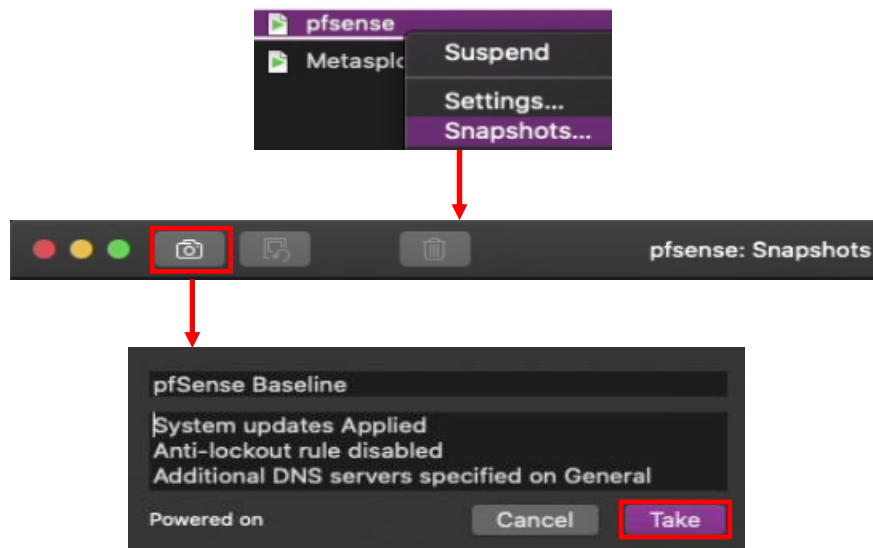 pfsense
Metasplo
Suspend
Settings...
Snapshots...
pfsense: Snapshots
pfSense Baseline
System updates Applied
Anti-lockout rule disabled
Additional DNS servers specified on General
Powered on
Cancel
Take